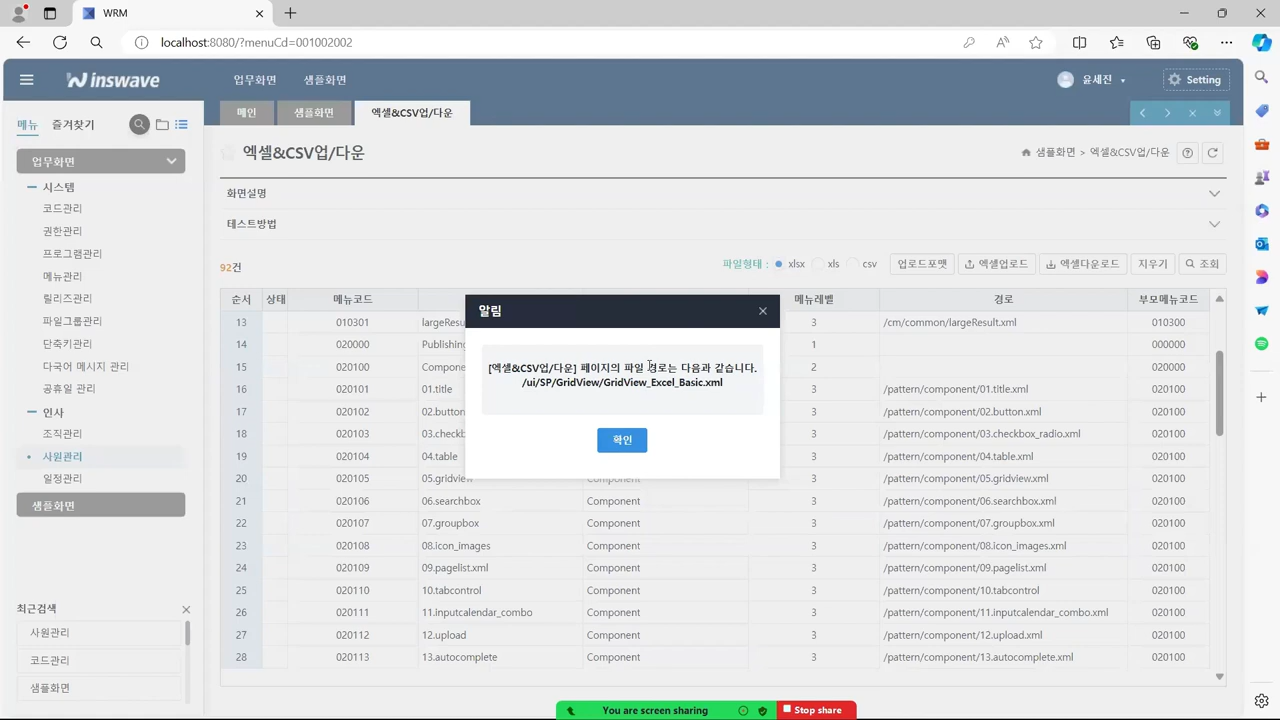 WRM
localhost:8080/?menuCd=001002002
inswave
업무화면 샘플화면
윤세진
Setting
메뉴 즐겨찾기
메인 샘플화면 엑셀&CSV업/다운
업무화면
시스템
코드관리
권한관리
프로그램관리
메뉴관리
릴리즈관리
파일그룹관리
단축키관리
다국어 메시지 관리
공휴일 관리
인사
조직관리
사원관리
일정관리
샘플화면
최근검색
사원관리
코드관리
샘플화면
엑셀&CSV업/다운
샘플화면 > 엑셀&CSV업/다운
화면설명
테스트방법
92건
파일형태 : xlsx xls csv 업로드포맷 엑셀업로드 엑셀다운로드 지우기 조회
순서 상태 메뉴코드 메뉴레벨 경로 부모메뉴코드
13 010301 largeResu 3 /cm/common/largeResult.xml 010300
14 020000 Publishing 1 000000
15 020100 Compone 2 020000
16 020101 01.title 3 /pattern/component/01.title.xml 020100
17 020102 02.button 3 /pattern/component/02.button.xml 020100
18 020103 03.checkb 3 /pattern/component/03.checkbox_radio.xml 020100
19 020104 04.table 3 /pattern/component/04.table.xml 020100
20 020105 05.gridvie Component 3 /pattern/component/05.gridview.xml 020100
21 020106 06.searchbox Component 3 /pattern/component/06.searchbox.xml 020100
22 020107 07.groupbox Component 3 /pattern/component/07.groupbox.xml 020100
23 020108 08.icon_images Component 3 /pattern/component/08.icon_images.xml 020100
24 020109 09.pagelist.xml Component 3 /pattern/component/09.pagelist.xml 020100
25 020110 10.tabcontrol Component 3 /pattern/component/10.tabcontrol.xml 020100
26 020111 11.inputcalendar_combo Component 3 /pattern/component/11.inputcalendar_combo.xml 020100
27 020112 12.upload Component 3 /pattern/component/12.upload.xml 020100
28 020113 13.autocomplete Component 3 /pattern/component/13.autocomplete.xml 020100
알림
[엑셀&CSV업/다운] 페이지의 파일 경로는 다음과 같습니다.
/ui/SP/GridView/GridView_Excel_Basic.xml
확인
You are screen sharing
Stop share